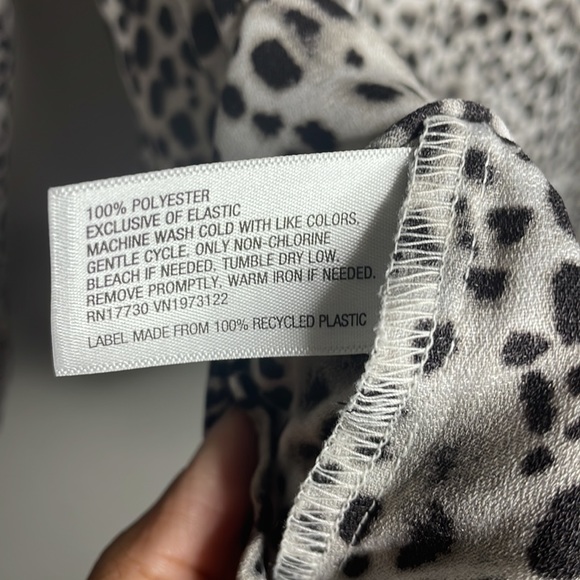 100% POLYESTER
EXCLUSIVE OF ELASTIC
MACHINE WASH COLD WITH LIKE COLORS,
GENTLE CYCLE. ONLY NON-CHLORINE
BLEACH IF NEEDED. TUMBLE DRY LOW.
REMOVE PROMPTLY, WARM IRON IF NEEDED.
RN17730 VN1973122
LABEL MADE FROM 100% RECYCLED PLASTIC